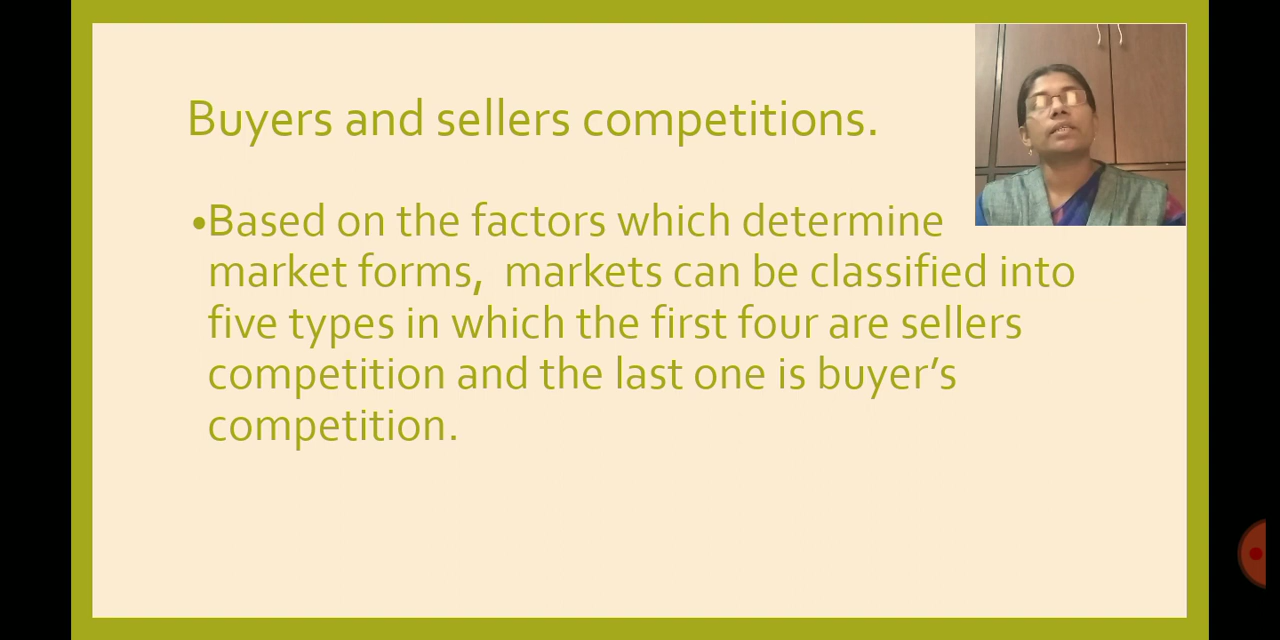 Buyers and sellers competitions.
•Based on the factors which determine
market forms,  markets can be classified into
five types in which the first four are sellers
competition and the last one is buyer’s
competition.